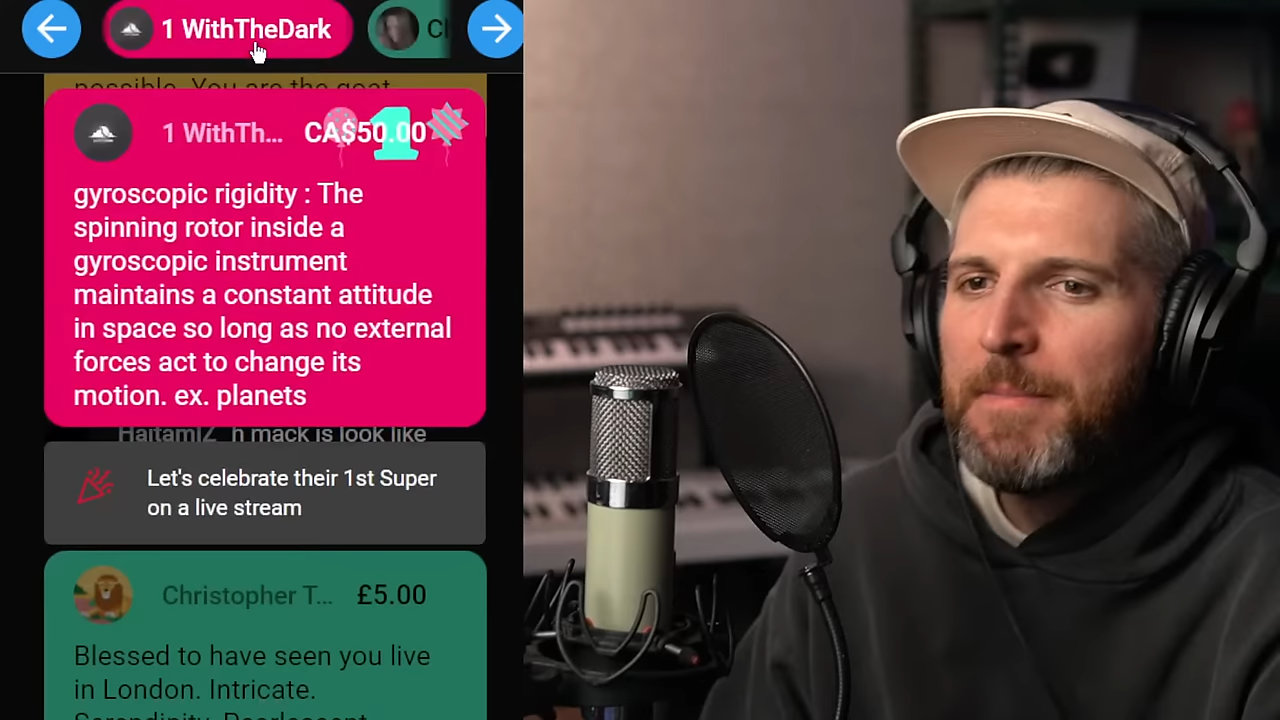 1 WithTheDark
possible. You are the goat
1 WithTh... CA$50.00
gyroscopic rigidity : The
spinning rotor inside a
gyroscopic instrument
maintains a constant attitude
in space so long as no external
forces act to change its
motion. ex. planets
HaitamIZ h mack is look like
Let's celebrate their 1st Super
on a live stream
Christopher T... £5.00
Blessed to have seen you live
in London. Intricate.
Serendipity. Pearlescent